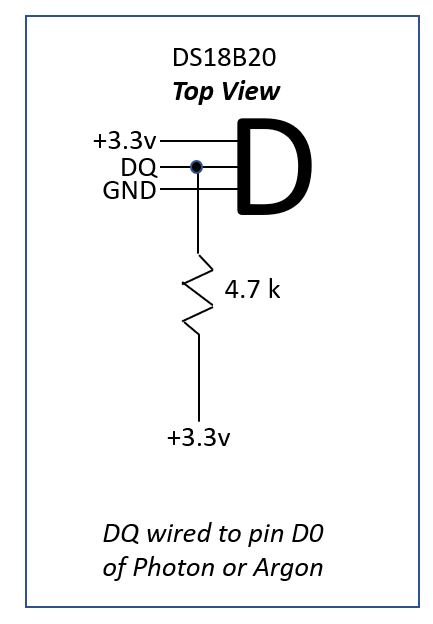 DS18B20
Top View
+3.3v
DQ
GND
4.7 k
+3.3v
DQ wired to pin D0
of Photon or Argon